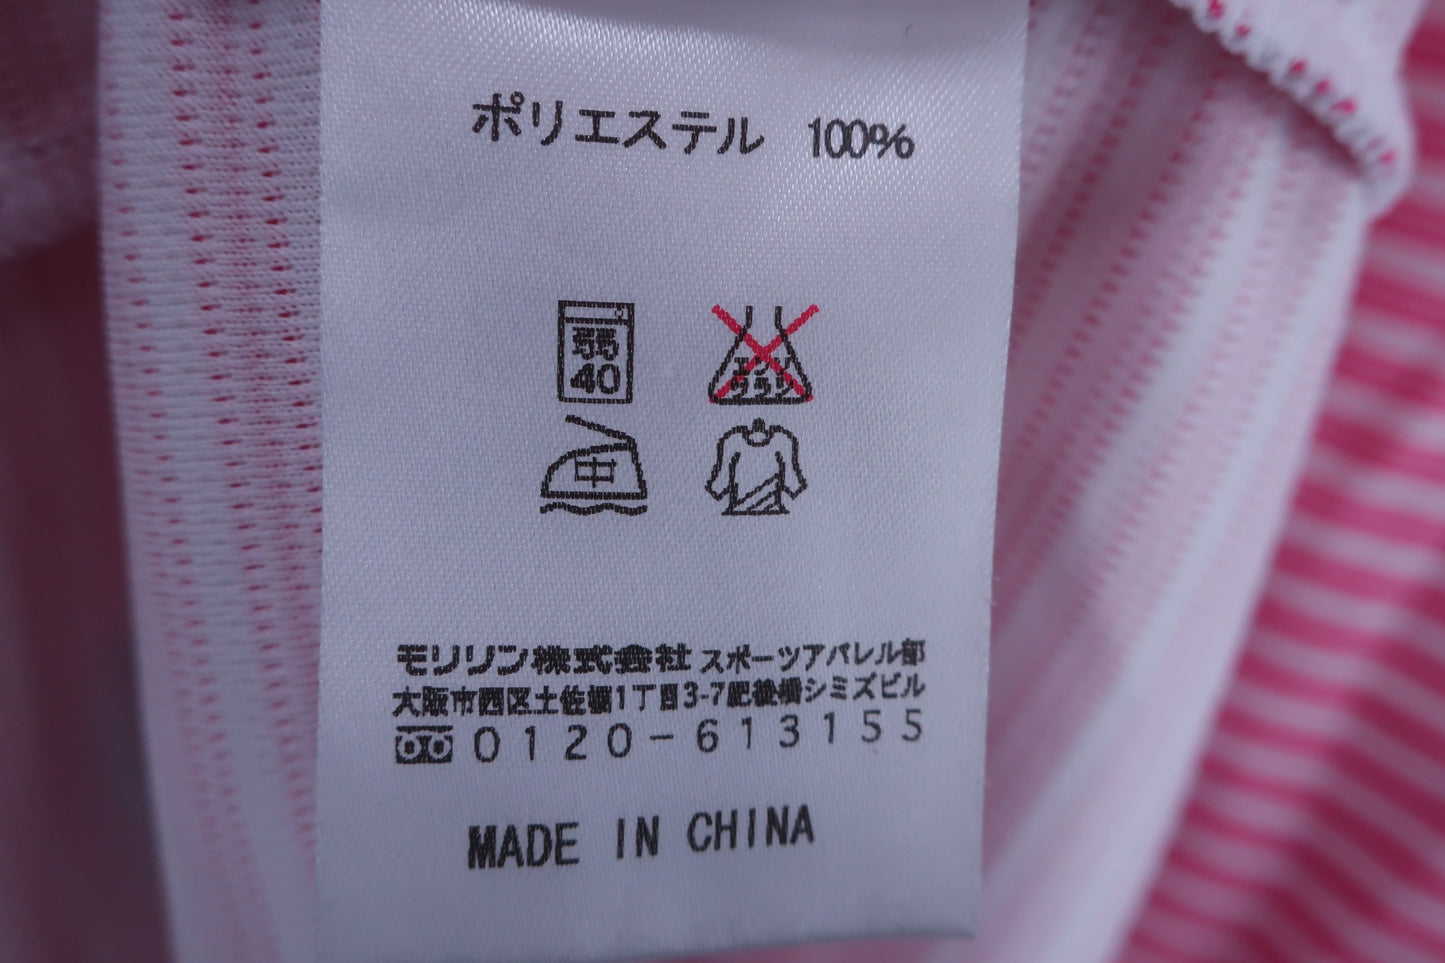 ポリエステル 100%
弱
40
エンソ
サラシ
中
モリリン株式会社 スポーツアパレル部
大阪市西区土佐堀1丁目3-7肥後橋シミズビル
0120-613155
MADE IN CHINA